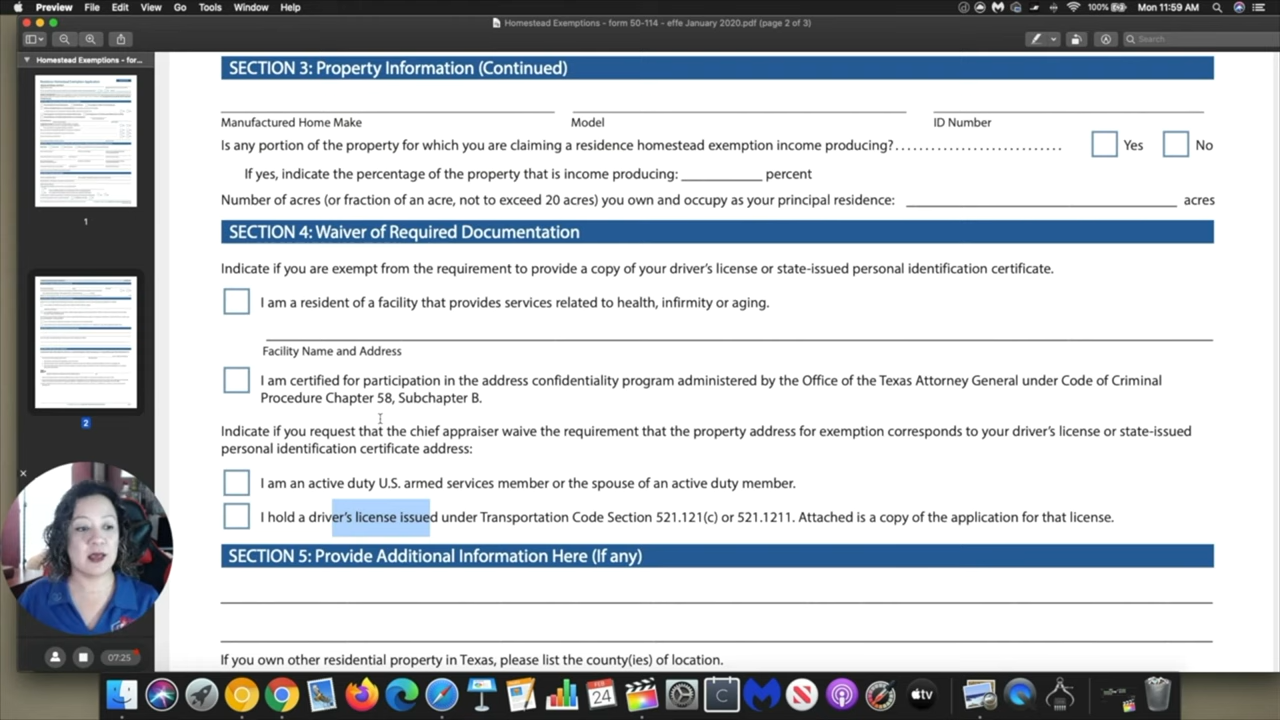 Preview File Edit View Go Tools Window Help
100% Mon 11:59 AM
Homestead Exemptions - form 50-114 - effe January 2020.pdf (page 2 of 3)
Search
Homestead Exemptions - for...
1
2
SECTION 3: Property Information (Continued)
Manufactured Home Make Model ID Number
Is any portion of the property for which you are claiming a residence homestead exemption income producing? Yes No
If yes, indicate the percentage of the property that is income producing: ________ percent
Number of acres (or fraction of an acre, not to exceed 20 acres) you own and occupy as your principal residence: ________ acres
SECTION 4: Waiver of Required Documentation
Indicate if you are exempt from the requirement to provide a copy of your driver's license or state-issued personal identification certificate.
I am a resident of a facility that provides services related to health, infirmity or aging.
Facility Name and Address
I am certified for participation in the address confidentiality program administered by the Office of the Texas Attorney General under Code of Criminal
Procedure Chapter 58, Subchapter B.
Indicate if you request that the chief appraiser waive the requirement that the property address for exemption corresponds to your driver's license or state-issued
personal identification certificate address:
I am an active duty U.S. armed services member or the spouse of an active duty member.
I hold a driver's license issued under Transportation Code Section 521.121(c) or 521.1211. Attached is a copy of the application for that license.
SECTION 5: Provide Additional Information Here (If any)
If you own other residential property in Texas, please list the county(ies) of location.
07:25
FEB
24
tv